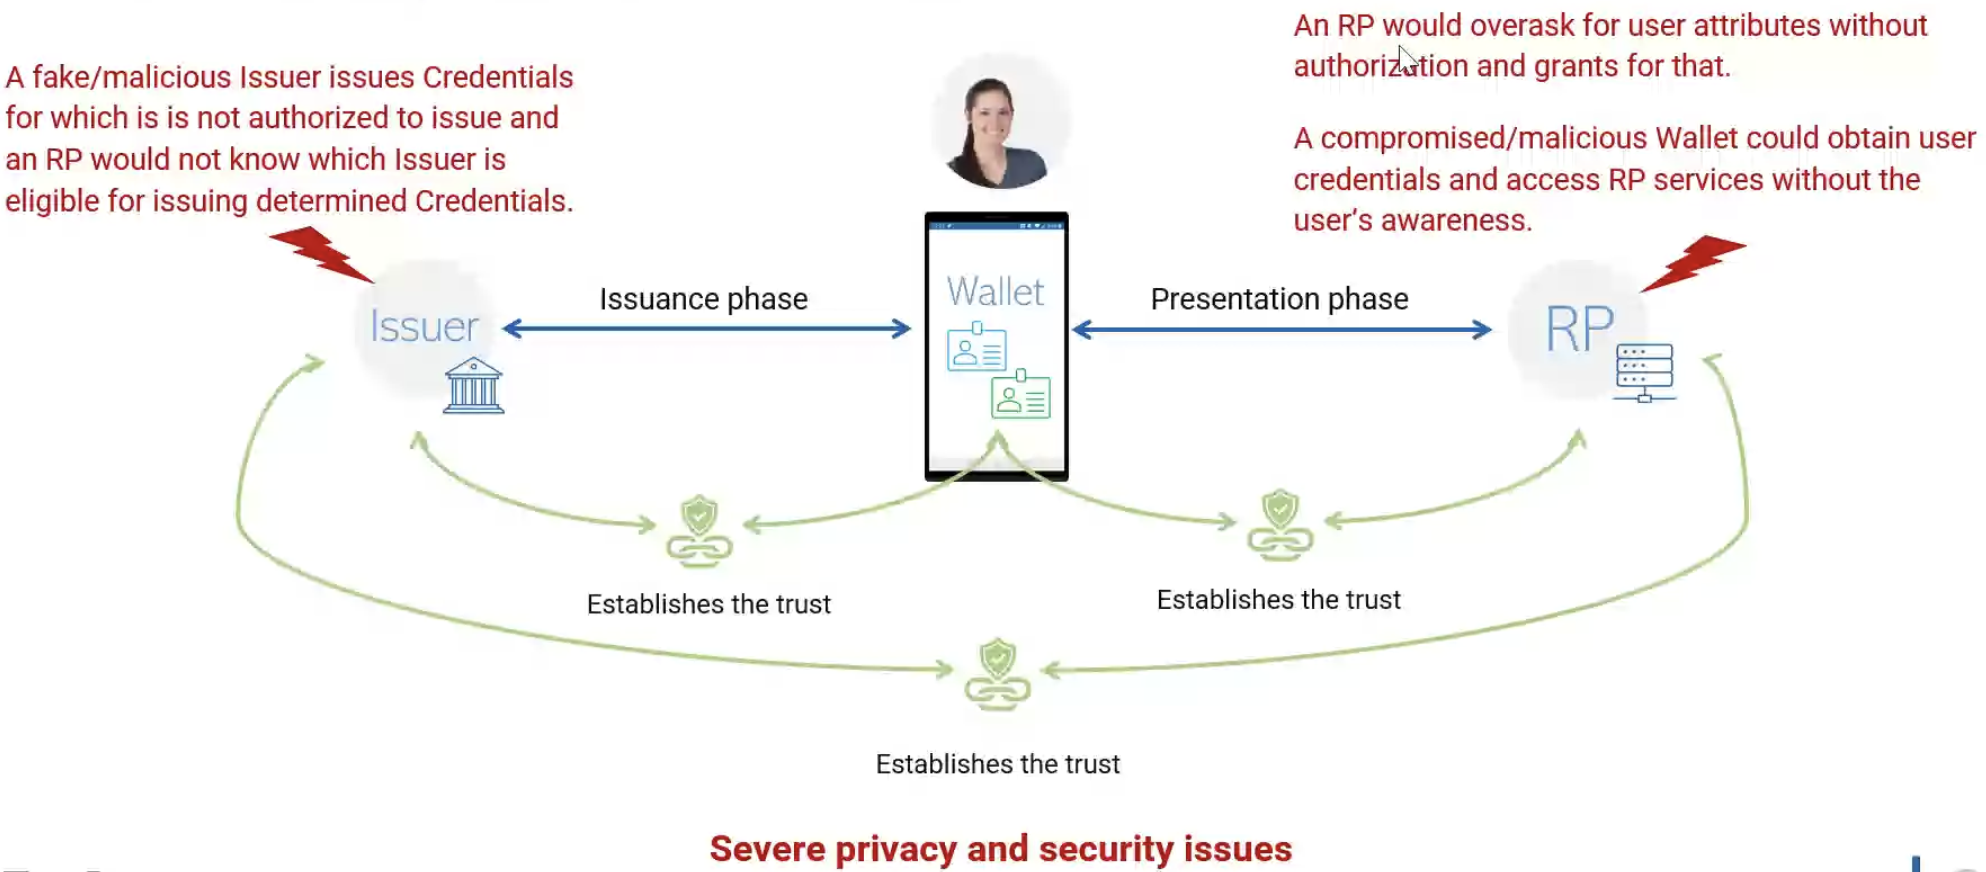 An RP would overask for user attributes without
authorization and grants for that.
A fake/malicious Issuer issues Credentials
for which is is not authorized to issue and
an RP would not know which Issuer is
eligible for issuing determined Credentials.
A compromised/malicious Wallet could obtain user
credentials and access RP services without the
user's awareness.
Issuer
Issuance phase
Wallet
Presentation phase
RP
Establishes the trust
Establishes the trust
Establishes the trust
Severe privacy and security issues